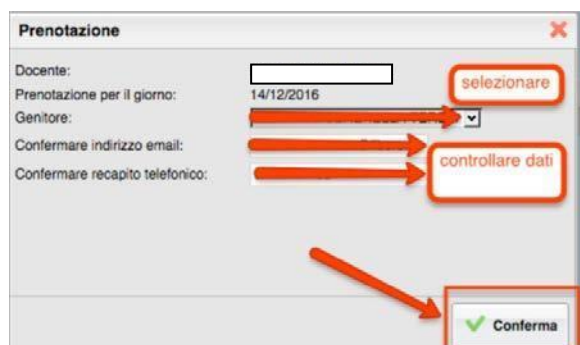 Prenotazione
Docente:
selezionare
Prenotazione per il giorno: 14/12/2016
Genitore:
Confermare indirizzo email:
controllare dati
Confermare recapito telefonico:
Conferma